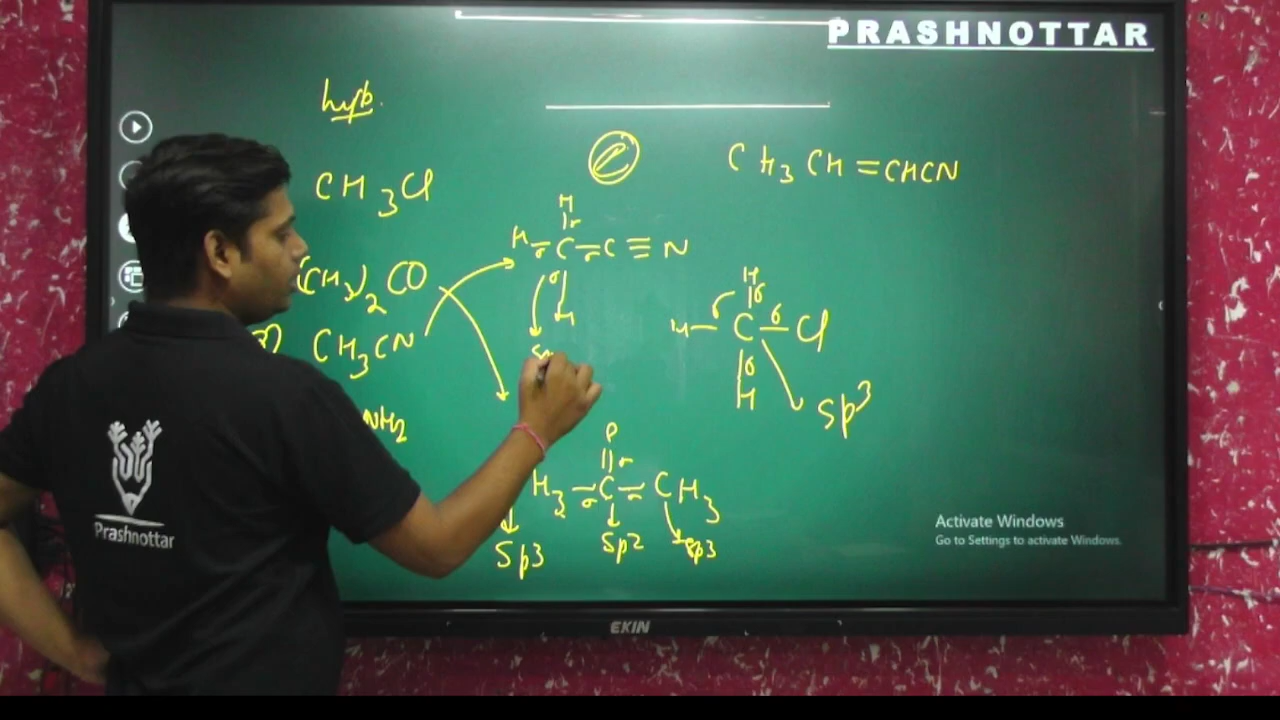 PRASHNOTTAR
hyb.
CH3Cl
(CH3)2CO
CH3CN
NH2
CH3CH=CHCN
H
H-C-C≡N
H
H
H-C-Cl
σ
σ
σ
σ
H
Sp3
H3-C-CH3
Sp3
Sp2
Sp3
Activate Windows
Go to Settings to activate Windows.
Prashnottar
EKIN